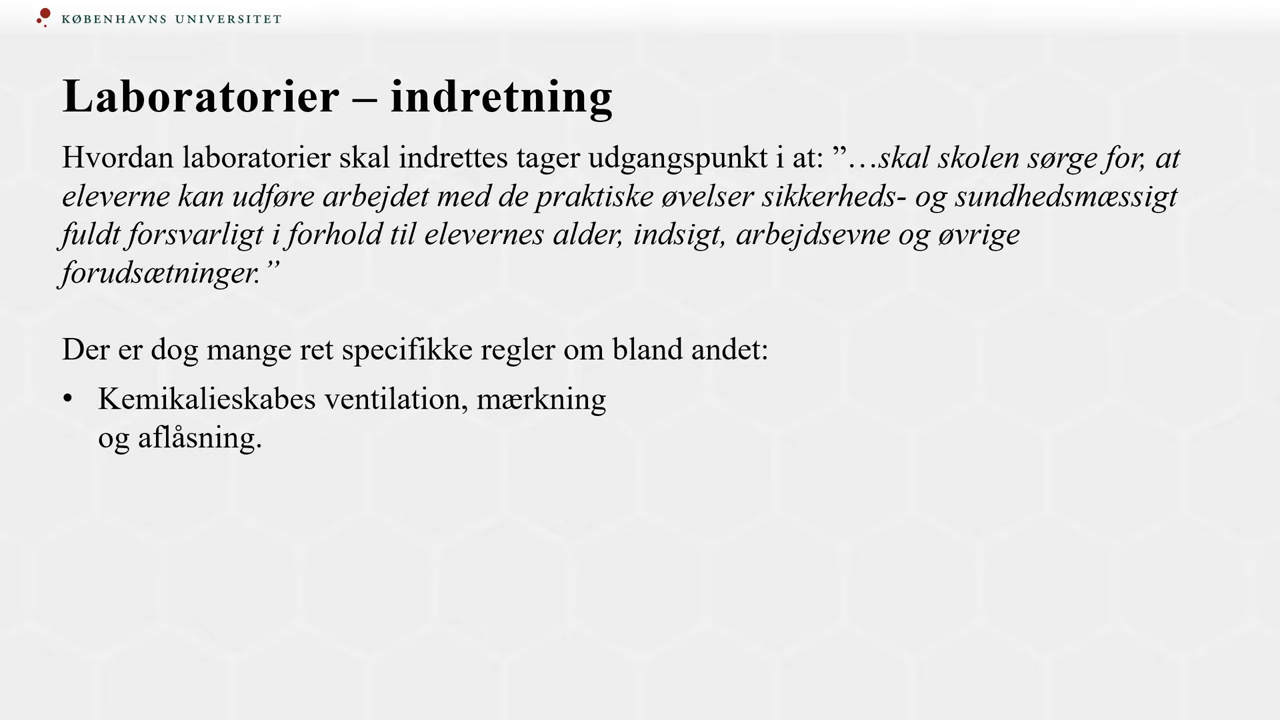 KØBENHAVNS UNIVERSITET
Laboratorier – indretning
Hvordan laboratorier skal indrettes tager udgangspunkt i at: ”…skal skolen sørge for, at
eleverne kan udføre arbejdet med de praktiske øvelser sikkerheds- og sundhedsmæssigt
fuldt forsvarligt i forhold til elevernes alder, indsigt, arbejdsevne og øvrige
forudsætninger.”
Der er dog mange ret specifikke regler om bland andet:
• Kemikalieskabes ventilation, mærkning
og aflåsning.